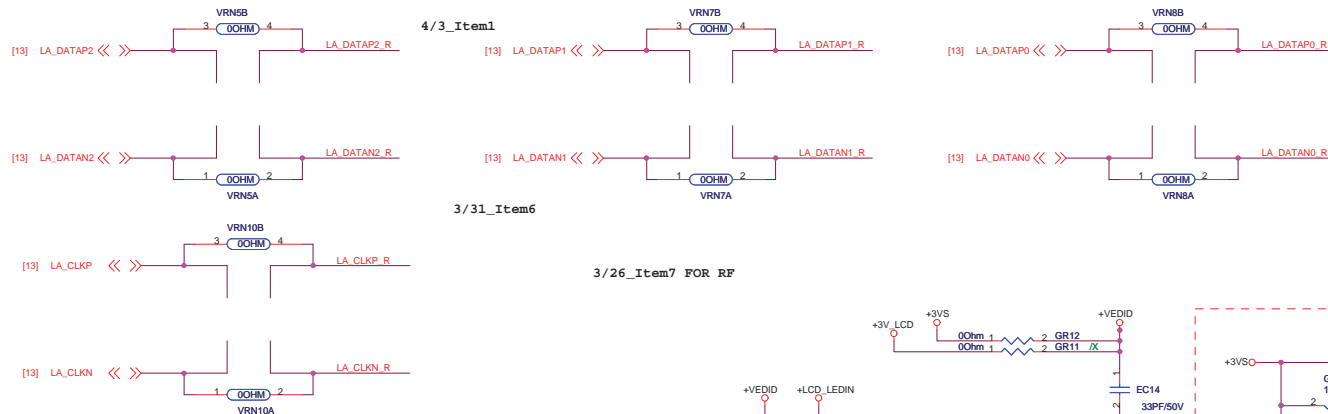 VRN5B
3 0OHM 4
[13] LA_DATAP2
LA_DATAP2_R
4/3_Item1
VRN7B
3 0OHM 4
[13] LA_DATAP1
LA_DATAP1_R
VRN8B
3 0OHM 4
[13] LA_DATAP0
LA_DATAP0_R
[13] LA_DATAN2
LA_DATAN2_R
1 0OHM 2
VRN5A
[13] LA_DATAN1
LA_DATAN1_R
1 0OHM 2
VRN7A
[13] LA_DATAN0
LA_DATAN0_R
1 0OHM 2
VRN8A
3/31_Item6
VRN10B
3 0OHM 4
[13] LA_CLKP
LA_CLKP_R
3/26_Item7 FOR RF
+3V_LCD
+3VS
+VEDID
0Ohm 1 2 GR12
0Ohm 1 2 GR11 /X
+3VS
[13] LA_CLKN
LA_CLKN_R
1 0OHM 2
VRN10A
+VEDID
+LCD_LEDIN
1
EC14
2
33PF/50V
G
1
2